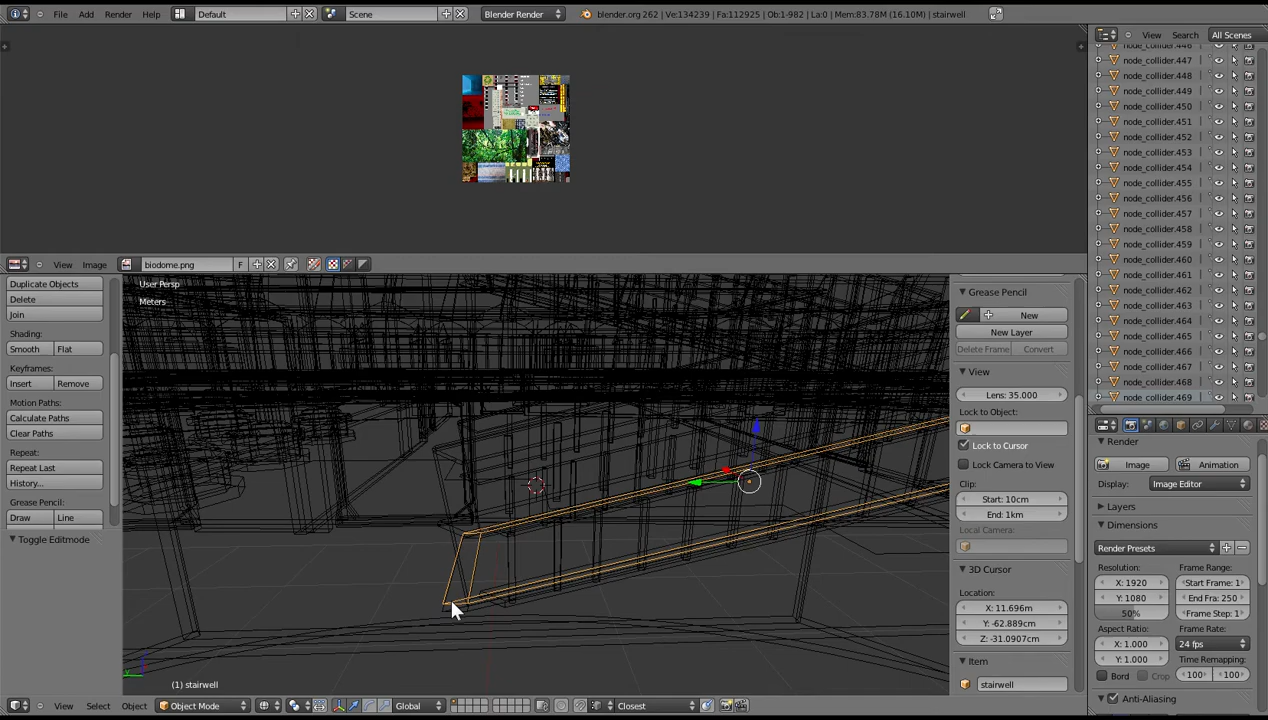 File Add Render Help Default Scene Blender Render blender.org 262 | Ve:134239 | Fa:112925 | Ob:1-982 | La:0 | Mem:83.78M (16.10M) | stairwell
View Search All Scenes
node_collider.446
node_collider.447
node_collider.448
node_collider.449
node_collider.450
node_collider.451
node_collider.452
node_collider.453
node_collider.454
node_collider.455
node_collider.456
node_collider.457
node_collider.458
node_collider.459
node_collider.460
node_collider.461
node_collider.462
node_collider.463
node_collider.464
node_collider.465
node_collider.466
node_collider.467
node_collider.468
node_collider.469
View Image biodome.png F
Duplicate Objects
Delete
Join
Shading:
Smooth Flat
Keyframes:
Insert Remove
Motion Paths:
Calculate Paths
Clear Paths
Repeat:
Repeat Last
History...
Grease Pencil:
Draw Line
Toggle Editmode
User Persp
Meters
(1) stairwell
Grease Pencil
New
New Layer
Delete Frame Convert
View
Lens: 35.000
Lock to Object:
Lock to Cursor
Lock Camera to View
Clip:
Start: 10cm
End: 1km
Local Camera:
3D Cursor
Location:
X: 11.696m
Y: -62.889cm
Z: -31.0907cm
Item
stairwell
Render
Image Animation
Display: Image Editor
Layers
Dimensions
Render Presets
Resolution: Frame Range:
X: 1920 Start Frame: 1
Y: 1080 End Fra: 250
50% Frame Step: 1
Aspect Ratio: Frame Rate:
X: 1.000 24 fps
Y: 1.000 Time Remapping:
Bord Crop 100 100
Anti-Aliasing
View Select Object Object Mode Global Closest